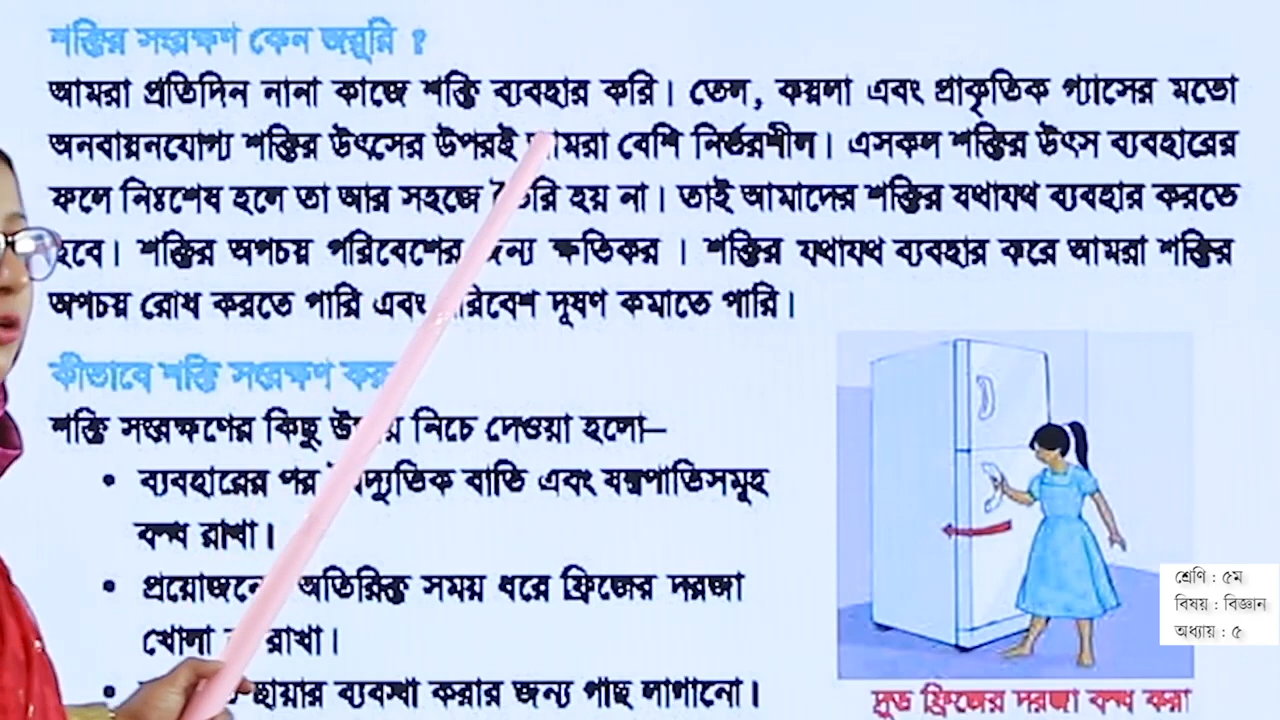 শক্তির সংরক্ষণ কেন জরুরি ?
আমরা প্রতিদিন নানা কাজে শক্তি ব্যবহার করি। তেল, কয়লা এবং প্রাকৃতিক গ্যাসের মতো
অনবায়নযোগ্য শক্তির উৎসের উপরই আমরা বেশি নির্ভরশীল। এসকল শক্তির উৎস ব্যবহারের
ফলে নিঃশেষ হলে তা আর সহজে তৈরি হয় না। তাই আমাদের শক্তির যথাযথ ব্যবহার করতে
হবে। শক্তির অপচয় পরিবেশের জন্য ক্ষতিকর । শক্তির যথাযথ ব্যবহার করে আমরা শক্তির
অপচয় রোধ করতে পারি এবং পরিবেশ দূষণ কমাতে পারি।
কীভাবে শক্তি সংরক্ষণ
শক্তি সংরক্ষণের কিছু উপায় নিচে দেওয়া হলো—
• ব্যবহারের পর বৈদ্যুতিক বাতি এবং যন্ত্রপাতিসমূহ
বন্ধ রাখা।
• প্রয়োজনের অতিরিক্ত সময় ধরে ফ্রিজের দরজা
খোলা না রাখা।
• ছায়ার ব্যবস্থা করার জন্য গাছ লাগানো।
দ্রুত ফ্রিজের দরজা বন্ধ করা
শ্রেণি : ৫ম
বিষয় : বিজ্ঞান
অধ্যায় : ৫